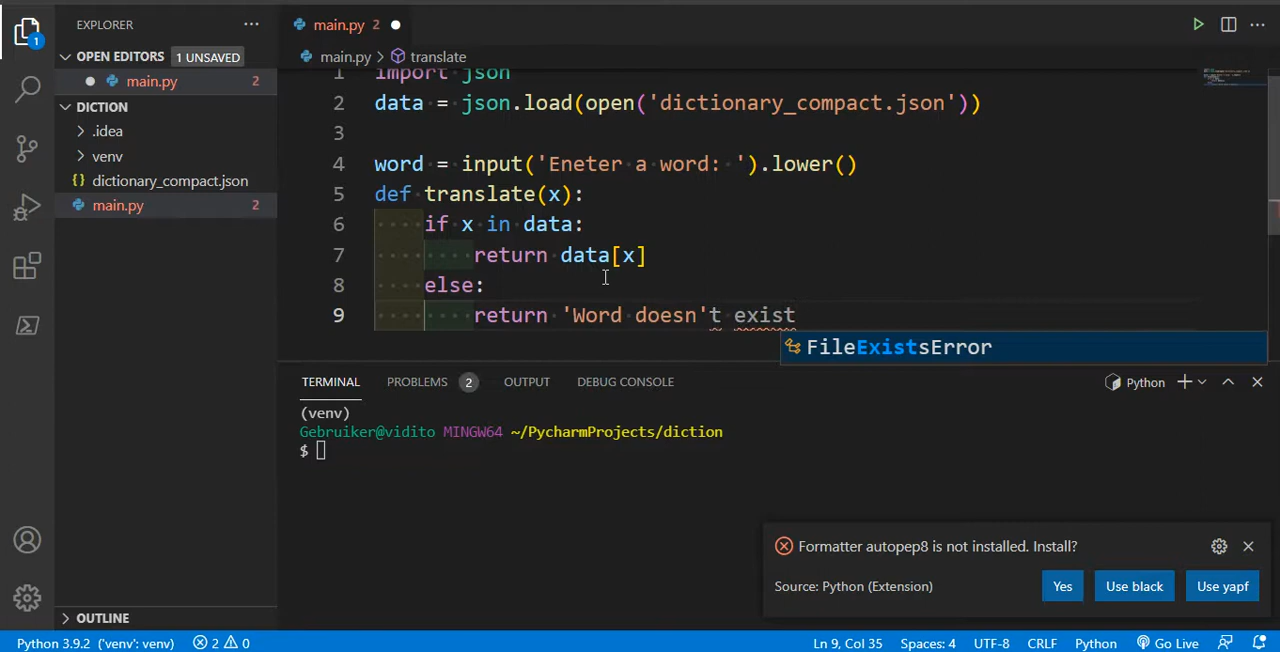 EXPLORER ···
1
OPEN EDITORS 1 UNSAVED
main.py 2
DICTION
.idea
venv
{} dictionary_compact.json
main.py 2
OUTLINE
main.py 2
main.py > translate
1 import json
2 data = json.load(open('dictionary_compact.json'))
3
4 word = input('Eneter a word: ').lower()
5 def translate(x):
6 if x in data:
7 return data[x]
8 else:
9 return 'Word doesn't exist
FileExistsError
TERMINAL PROBLEMS 2 OUTPUT DEBUG CONSOLE Python
(venv)
Gebruiker@vidito MINGW64 ~/PycharmProjects/diction
$
Formatter autopep8 is not installed. Install?
Source: Python (Extension) Yes Use black Use yapf
Python 3.9.2 ('venv': venv) 2 0 Ln 9, Col 35 Spaces: 4 UTF-8 CRLF Python Go Live